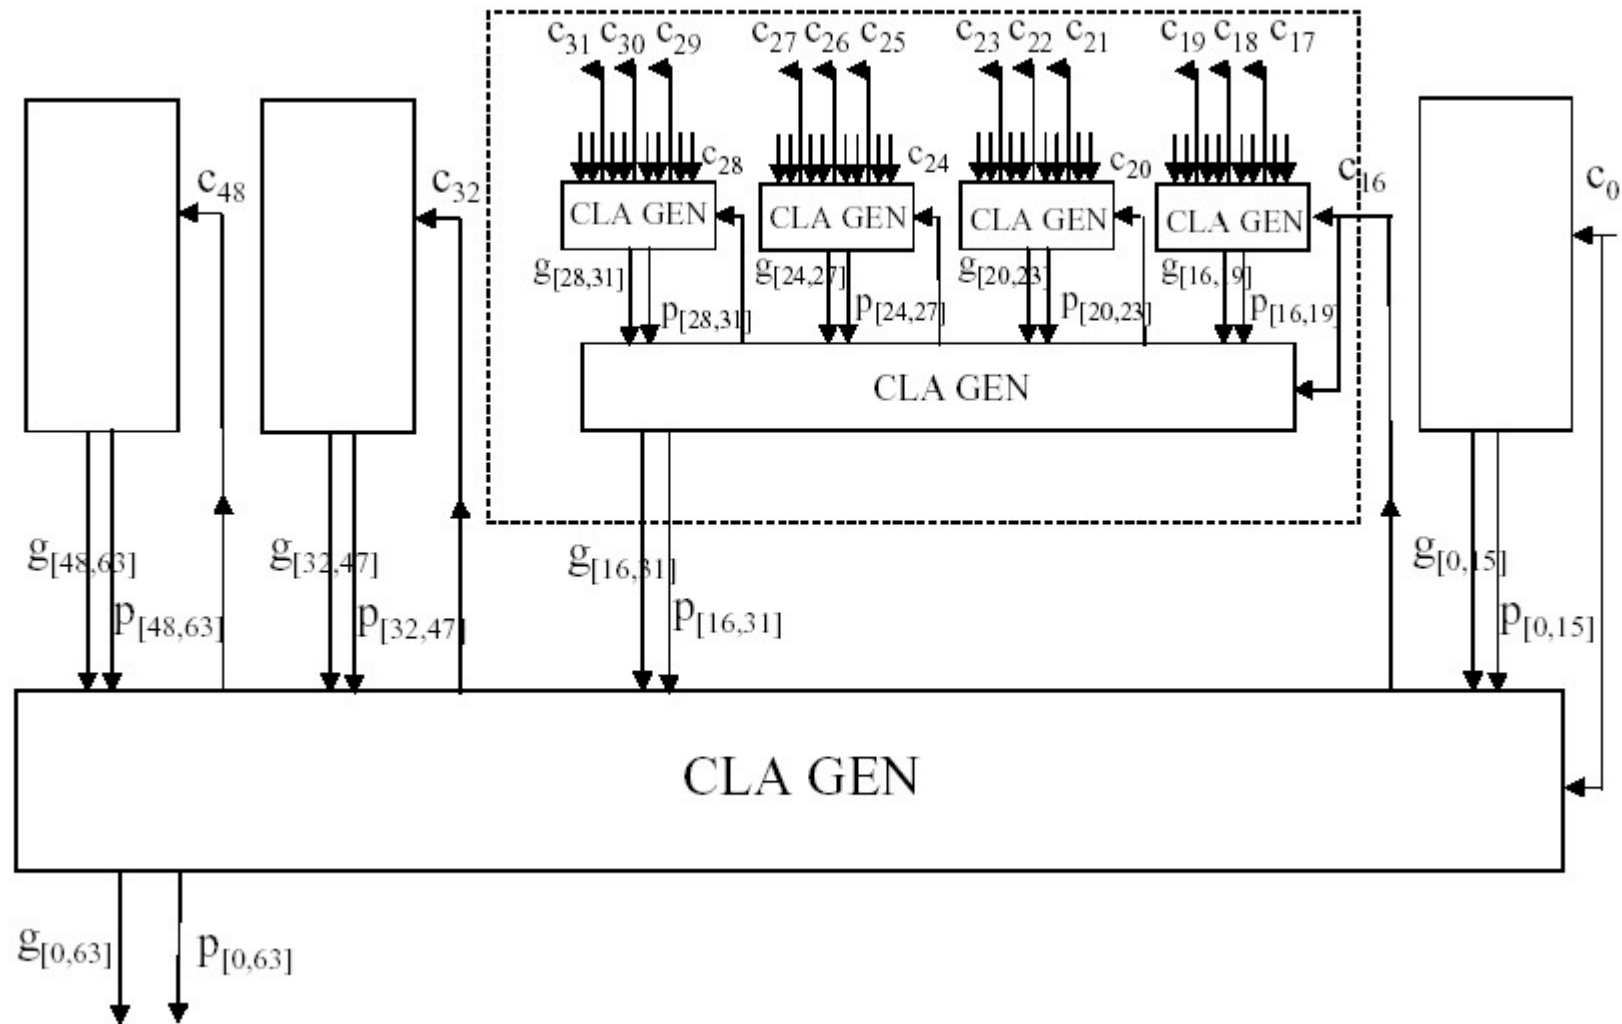 c₃₁ c₃₀ c₂₉ c₂₇ c₂₆ c₂₅ c₂₃ c₂₂ c₂₁ c₁₉ c₁₈ c₁₇
c₄₈ c₃₂ c₂₈ c₂₄ c₂₀ c₁₆ c₀
CLA GEN CLA GEN CLA GEN CLA GEN
g[28,31] g[24,27] g[20,23] g[16,19]
p[28,31] p[24,27] p[20,23] p[16,19]
CLA GEN
g[48,63] g[32,47] g[16,31] g[0,15]
p[48,63] p[32,47] p[16,31] p[0,15]
CLA GEN
g[0,63] p[0,63]